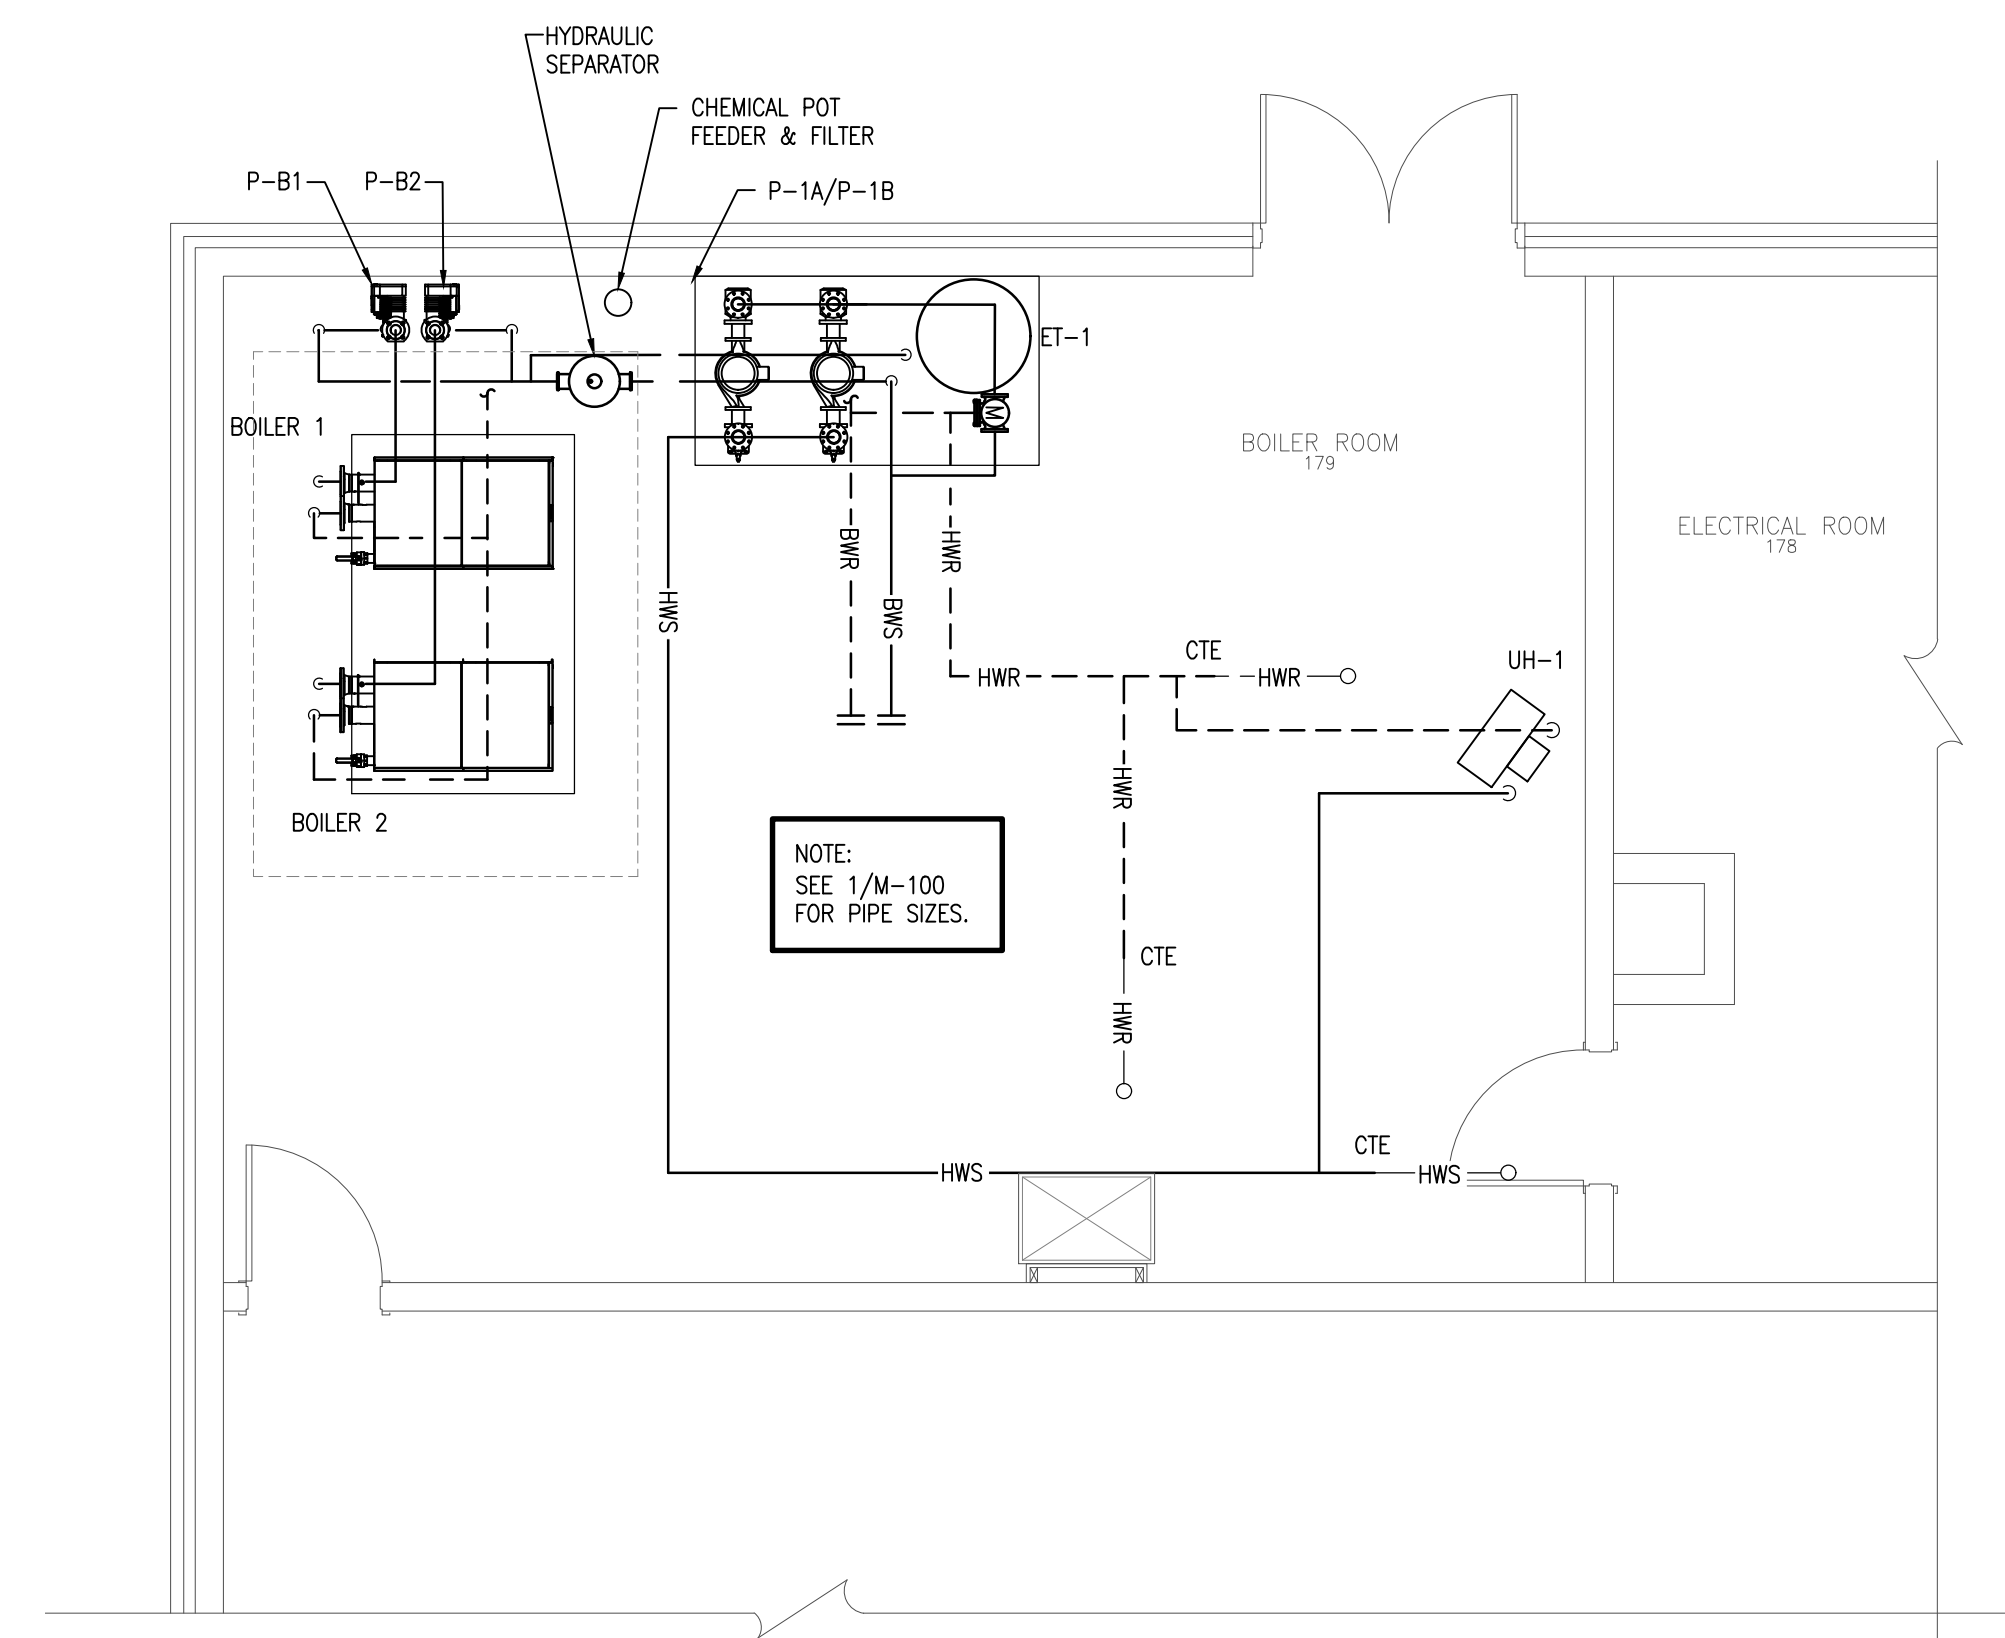 HYDRAULIC
SEPARATOR
CHEMICAL POT
FEEDER & FILTER
P-B1
P-B2
P-1A/P-1B
ET-1
BOILER 1
BOILER ROOM
179
ELECTRICAL ROOM
178
BWR
HWR
HWS
BWS
CTE
HWR
HWR
UH-1
HWR
BOILER 2
NOTE:
SEE 1/M-100
FOR PIPE SIZES.
CTE
HWR
CTE
HWS
HWS
M